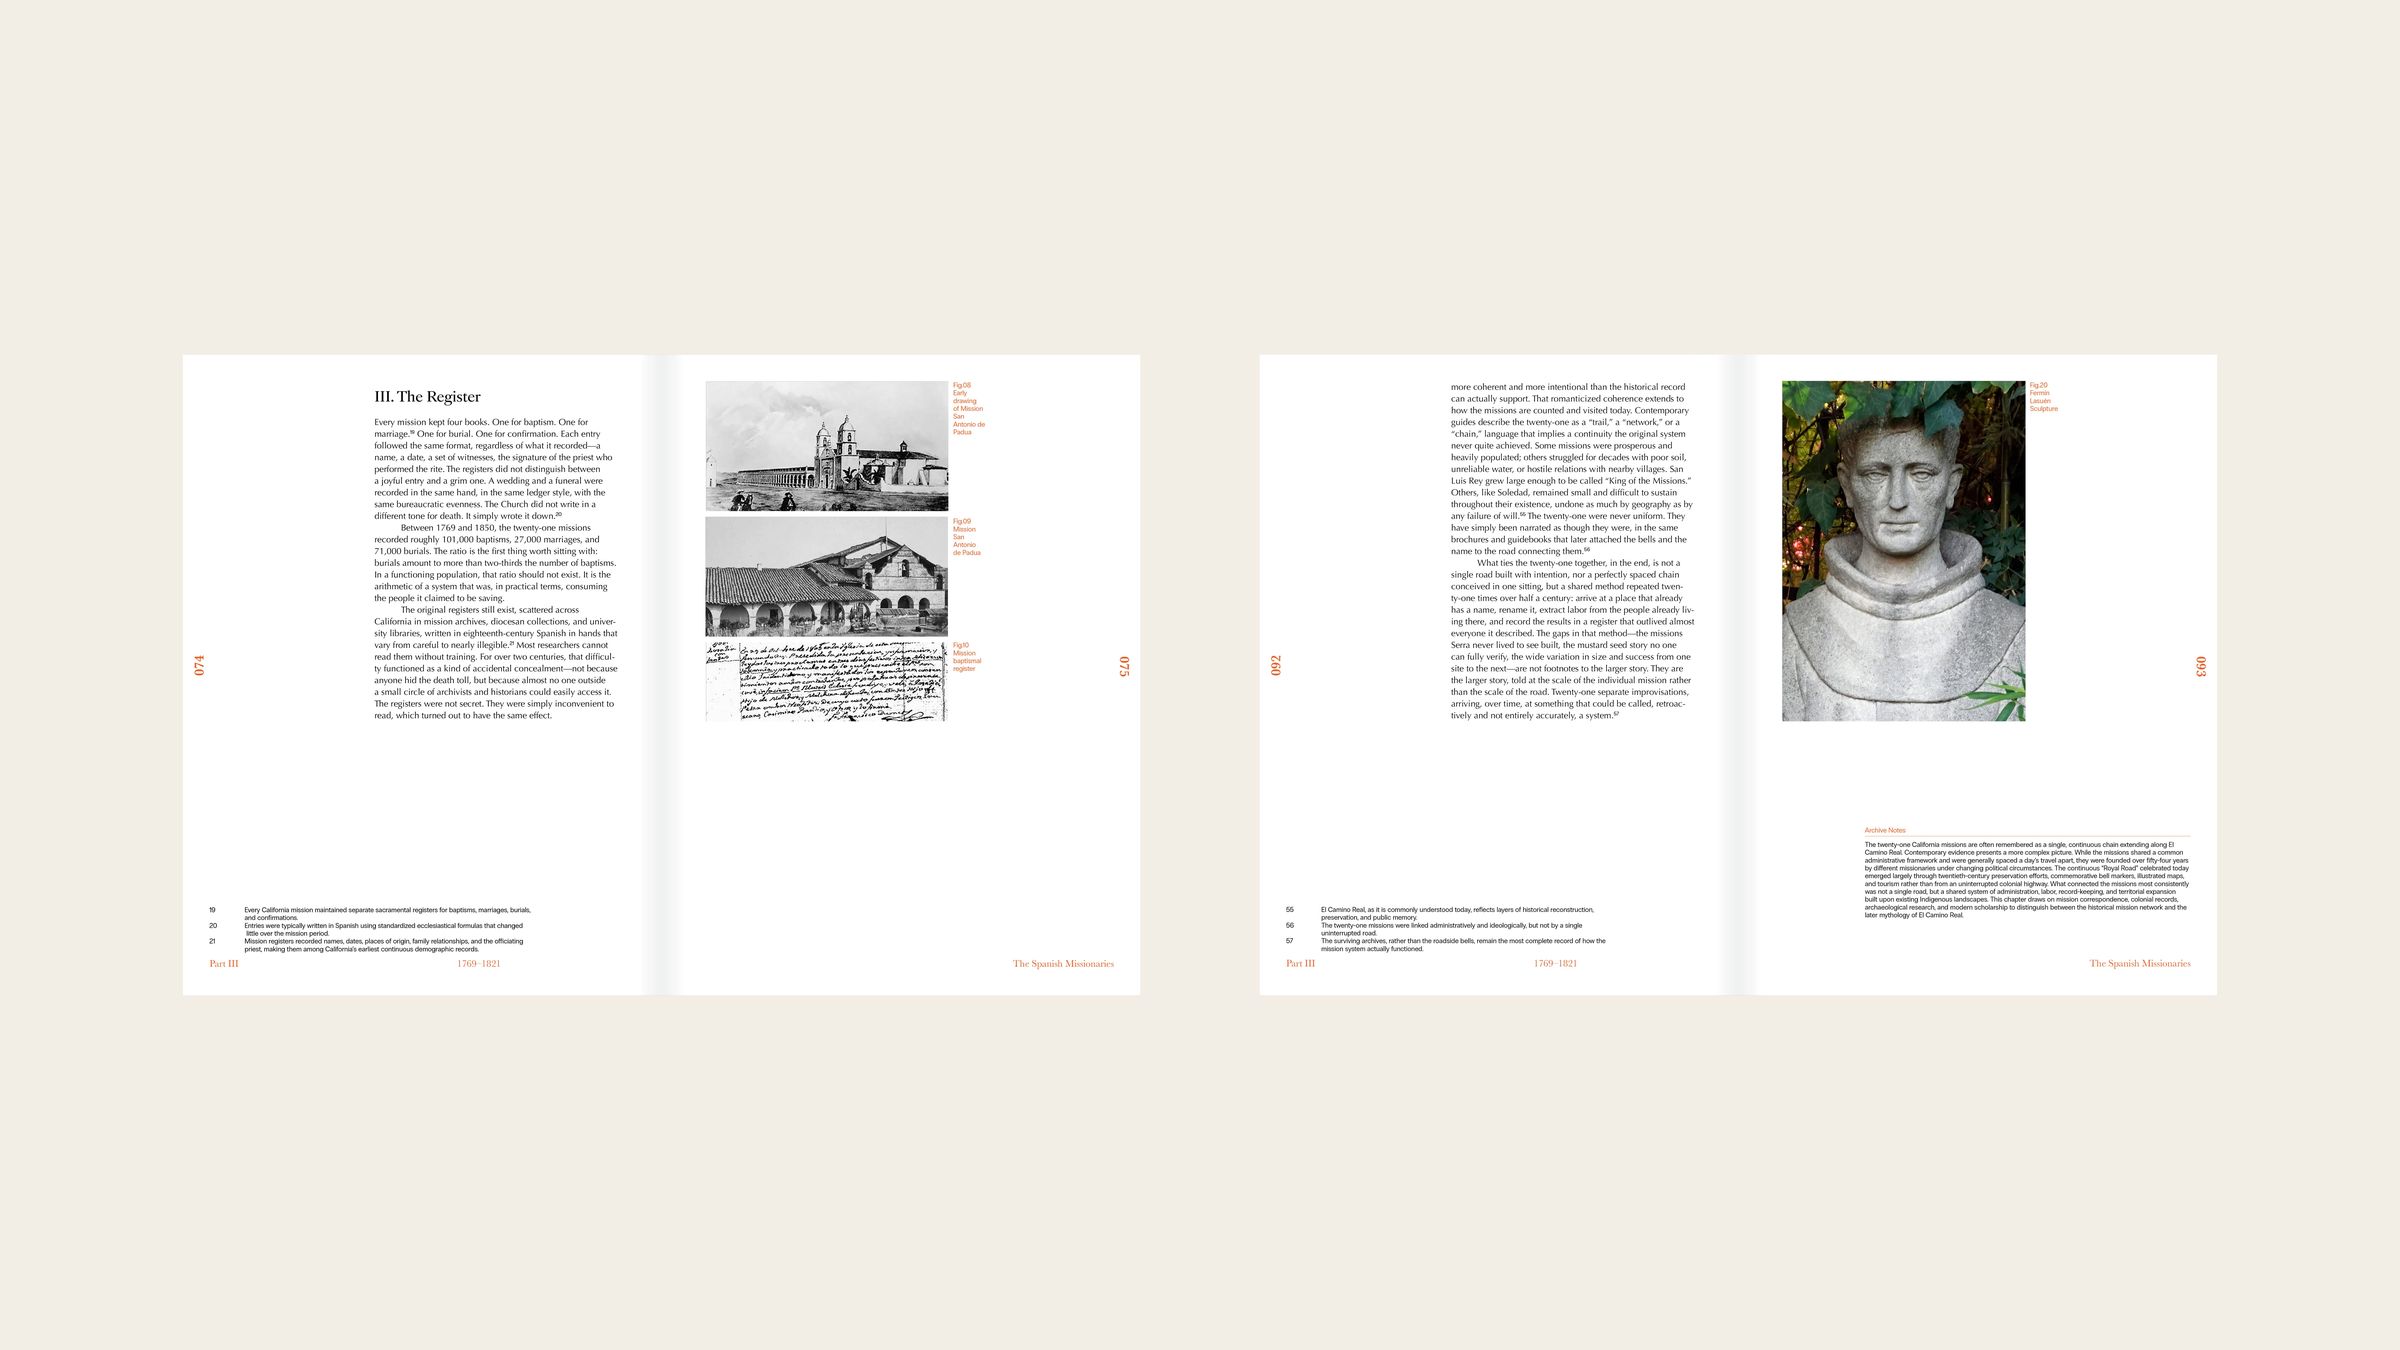 III. The Register
Every mission kept four books. One for baptism. One for
marriage.¹⁹ One for burial. One for confirmation. Each entry
followed the same format, regardless of what it recorded—a
name, a date, a set of witnesses, the signature of the priest who
performed the rite. The registers did not distinguish between
a joyful entry and a grim one. A wedding and a funeral were
recorded in the same hand, in the same ledger style, with the
same bureaucratic evenness. The Church did not write in a
different tone for death. It simply wrote it down.²⁰
Between 1769 and 1850, the twenty-one missions
recorded roughly 101,000 baptisms, 27,000 marriages, and
71,000 burials. The ratio is the first thing worth sitting with:
burials amount to more than two-thirds the number of baptisms.
In a functioning population, that ratio should not exist. It is the
arithmetic of a system that was, in practical terms, consuming
the people it claimed to be saving.
The original registers still exist, scattered across
California in mission archives, diocesan collections, and univer-
sity libraries, written in eighteenth-century Spanish in hands that
vary from careful to nearly illegible.²¹ Most researchers cannot
read them without training. For over two centuries, that difficul-
ty functioned as a kind of accidental concealment—not because
anyone hid the death toll, but because almost no one outside
a small circle of archivists and historians could easily access it.
The registers were not secret. They were simply inconvenient to
read, which turned out to have the same effect.
074
19 Every California mission maintained separate sacramental registers for baptisms, marriages, burials,
and confirmations.
20 Entries were typically written in Spanish using standardized ecclesiastical formulas that changed
little over the mission period.
21 Mission registers recorded names, dates, places of origin, family relationships, and the officiating
priest, making them among California's earliest continuous demographic records.
Part III
1769–1821
Fig.08
Early
drawing
of Mission
San
Antonio de
Padua
Fig.09
Mission
San
Antonio
de Padua
Fig10
Mission
baptismal
register
075
The Spanish Missionaries
more coherent and more intentional than the historical record
can actually support. That romanticized coherence extends to
how the missions are counted and visited today. Contemporary
guides describe the twenty-one as a “trail,” a “network,” or a
“chain,” language that implies a continuity the original system
never quite achieved. Some missions were prosperous and
heavily populated; others struggled for decades with poor soil,
unreliable water, or hostile relations with nearby villages. San
Luis Rey grew large enough to be called “King of the Missions.”
Others, like Soledad, remained small and difficult to sustain
throughout their existence, undone as much by geography as by
any failure of will.⁵⁵ The twenty-one were never uniform. They
have simply been narrated as though they were, in the same
brochures and guidebooks that later attached the bells and the
name to the road connecting them.⁵⁶
What ties the twenty-one together, in the end, is not a
single road built with intention, nor a perfectly spaced chain
conceived in one sitting, but a shared method repeated twen-
ty-one times over half a century: arrive at a place that already
has a name, rename it, extract labor from the people already liv-
ing there, and record the results in a register that outlived almost
everyone it described. The gaps in that method—the missions
Serra never lived to see built, the mustard seed story no one
can fully verify, the wide variation in size and success from one
site to the next—are not footnotes to the larger story. They are
the larger story, told at the scale of the individual mission rather
than the scale of the road. Twenty-one separate improvisations,
arriving, over time, at something that could be called, retroac-
tively and not entirely accurately, a system.⁵⁷
092
55 El Camino Real, as it is commonly understood today, reflects layers of historical reconstruction,
preservation, and public memory.
56 The twenty-one missions were linked administratively and ideologically, but not by a single
uninterrupted road.
57 The surviving archives, rather than the roadside bells, remain the most complete record of how the
mission system actually functioned.
Part III
1769–1821
Fig.20
Fermin
Lasuén
Sculpture
093
Archive Notes
The twenty-one California missions are often remembered as a single, continuous chain extending along El
Camino Real. Contemporary evidence presents a more complex picture. While the missions shared a common
administrative framework and were generally spaced a day's travel apart, they were founded over fifty-four years
by different missionaries under changing political circumstances. The continuous “Royal Road” celebrated today
emerged largely through twentieth-century preservation efforts, commemorative bell markers, illustrated maps,
and tourism rather than from an uninterrupted colonial highway. What connected the missions most consistently
was not a single road, but a shared system of administration, labor, record-keeping, and territorial expansion
built upon existing Indigenous landscapes. This chapter draws on mission correspondence, colonial records,
archaeological research, and modern scholarship to distinguish between the historical mission network and the
later mythology of El Camino Real.
The Spanish Missionaries